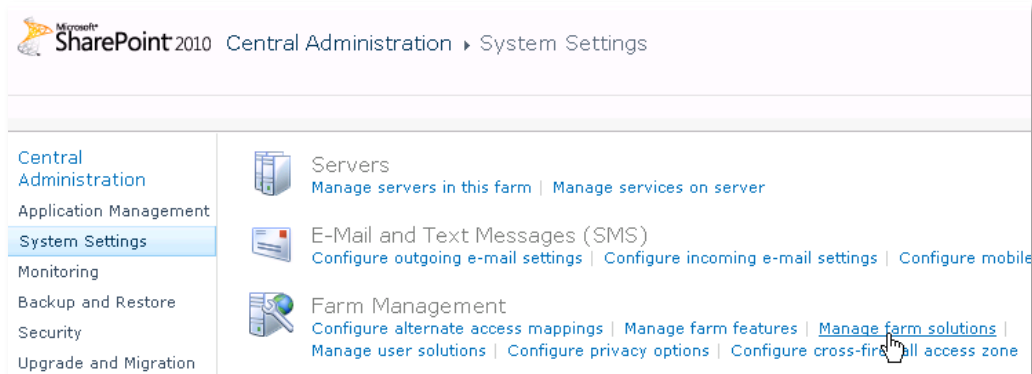 Microsoft®
SharePoint 2010 Central Administration ▸ System Settings
Central
Administration
Application Management
System Settings
Monitoring
Backup and Restore
Security
Upgrade and Migration
Servers
Manage servers in this farm | Manage services on server
E-Mail and Text Messages (SMS)
Configure outgoing e-mail settings | Configure incoming e-mail settings | Configure mobile
Farm Management
Configure alternate access mappings | Manage farm features | Manage farm solutions |
Manage user solutions | Configure privacy options | Configure cross-firewall access zone